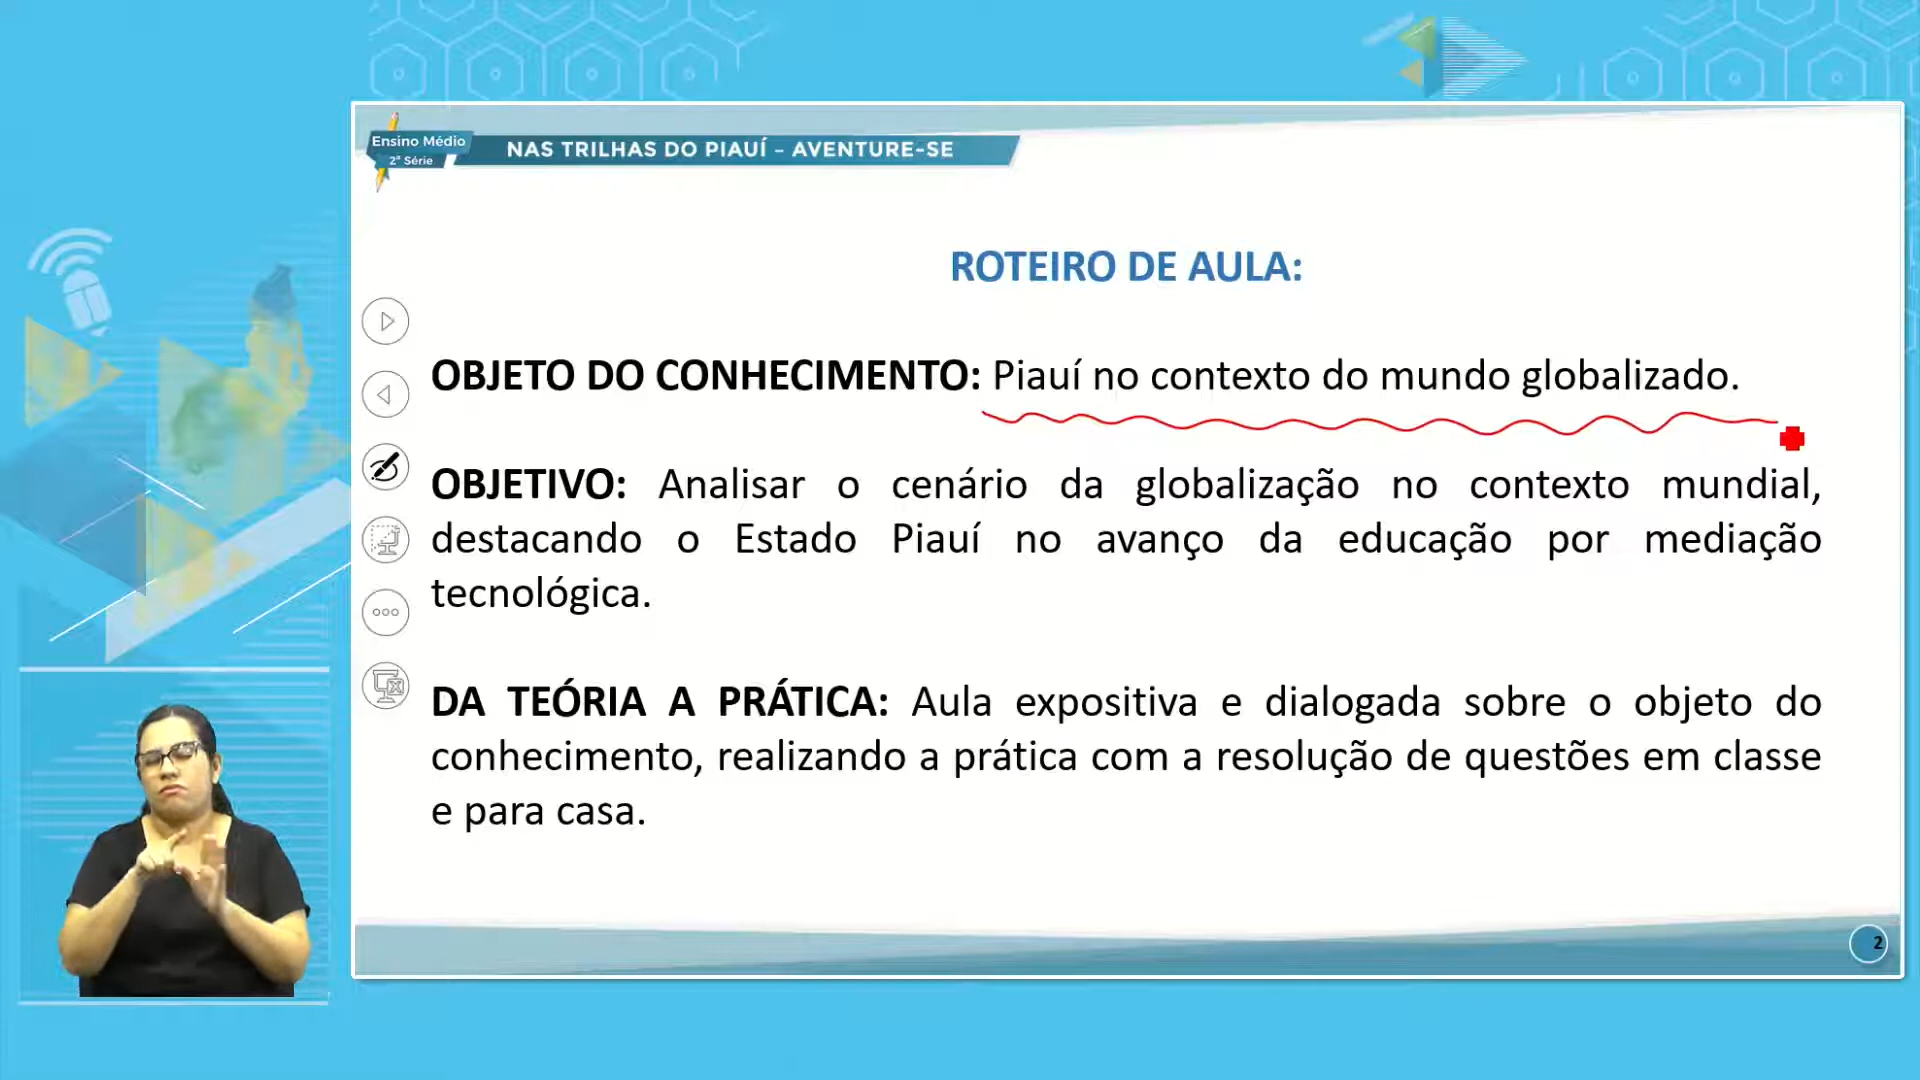 Ensino Médio
2ª Série
NAS TRILHAS DO PIAUÍ – AVENTURE-SE
ROTEIRO DE AULA:
OBJETO DO CONHECIMENTO: Piauí no contexto do mundo globalizado.
OBJETIVO: Analisar o cenário da globalização no contexto mundial,
destacando o Estado Piauí no avanço da educação por mediação
tecnológica.
DA TEÓRIA A PRÁTICA: Aula expositiva e dialogada sobre o objeto do
conhecimento, realizando a prática com a resolução de questões em classe
e para casa.
2